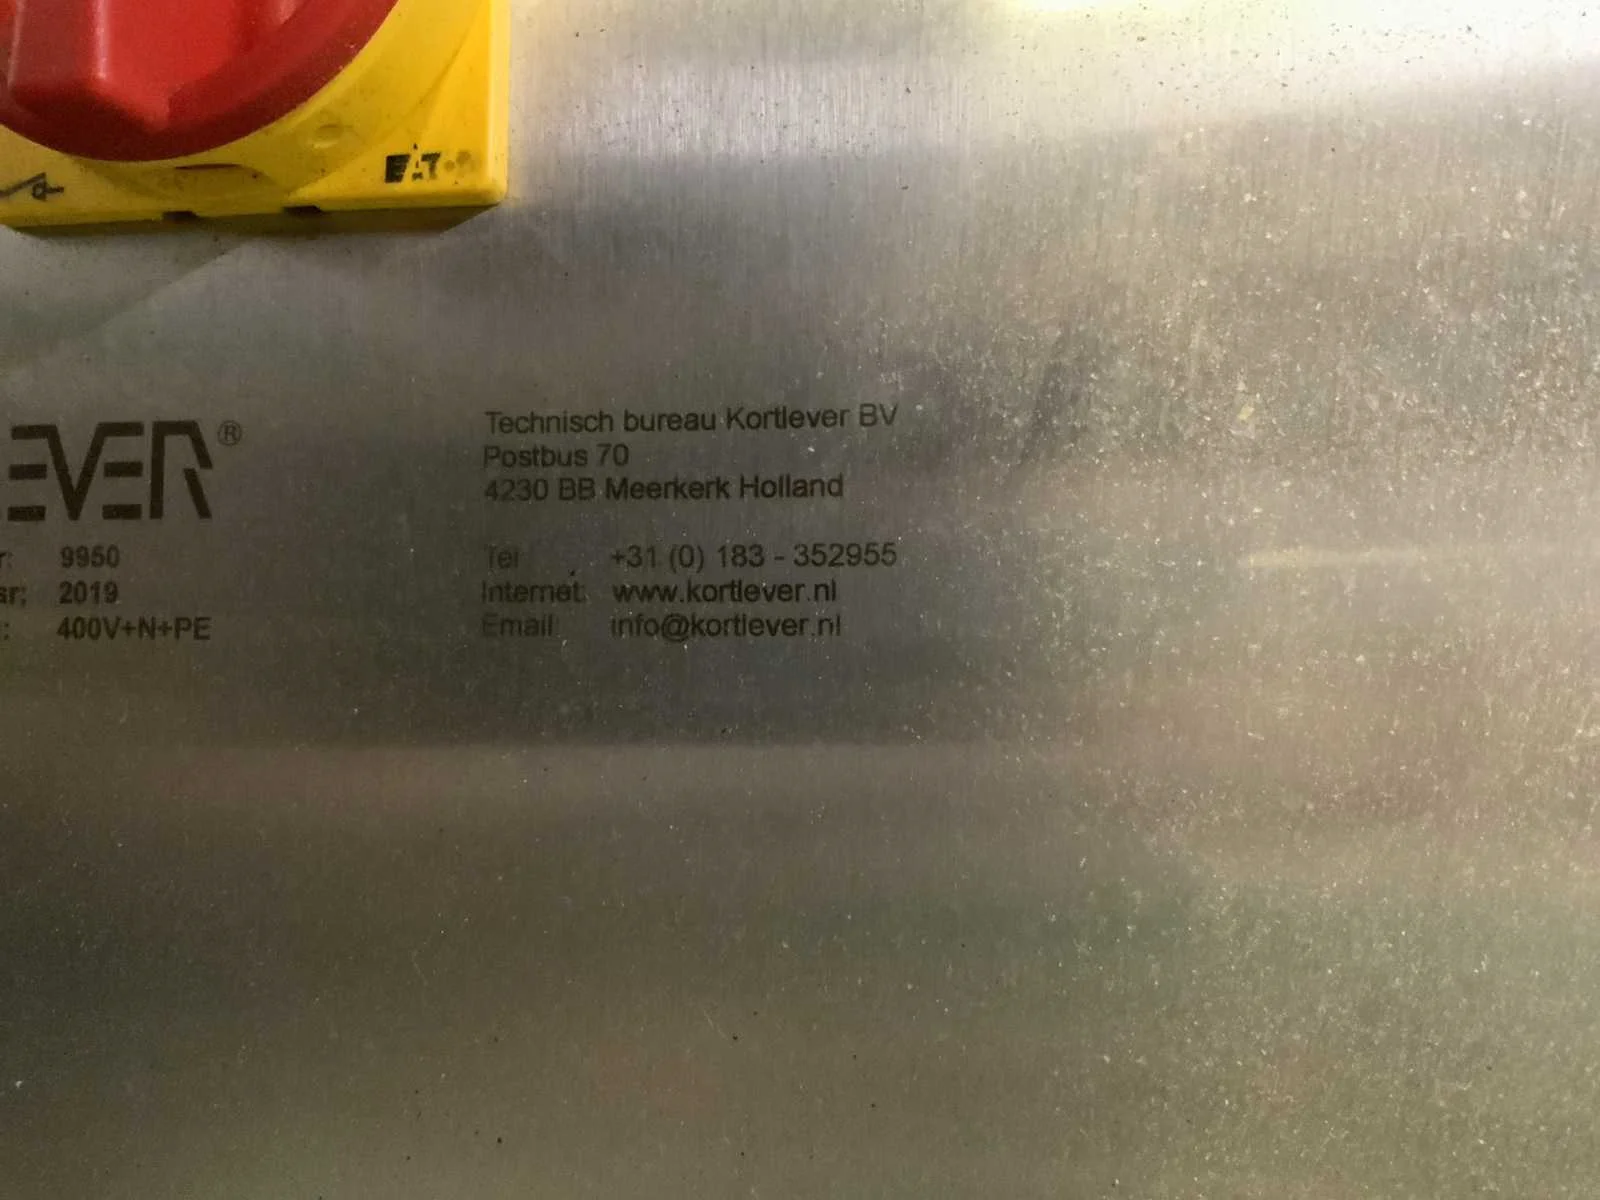 EVER®
9950
2019
400V+N+PE
Technisch bureau Kortlever BV
Postbus 70
4230 BB Meerkerk Holland
Tel +31 (0) 183 - 352955
Internet: www.kortlever.nl
Email: info@kortlever.nl